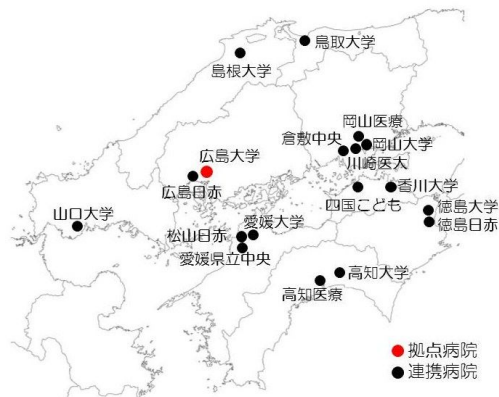 鳥取大学
島根大学
岡山医療
倉敷中央
岡山大学
川崎医大
広島大学
広島日赤
四国こども
香川大学
徳島大学
徳島日赤
山口大学
愛媛大学
松山日赤
愛媛県立中央
高知大学
高知医療
拠点病院
連携病院